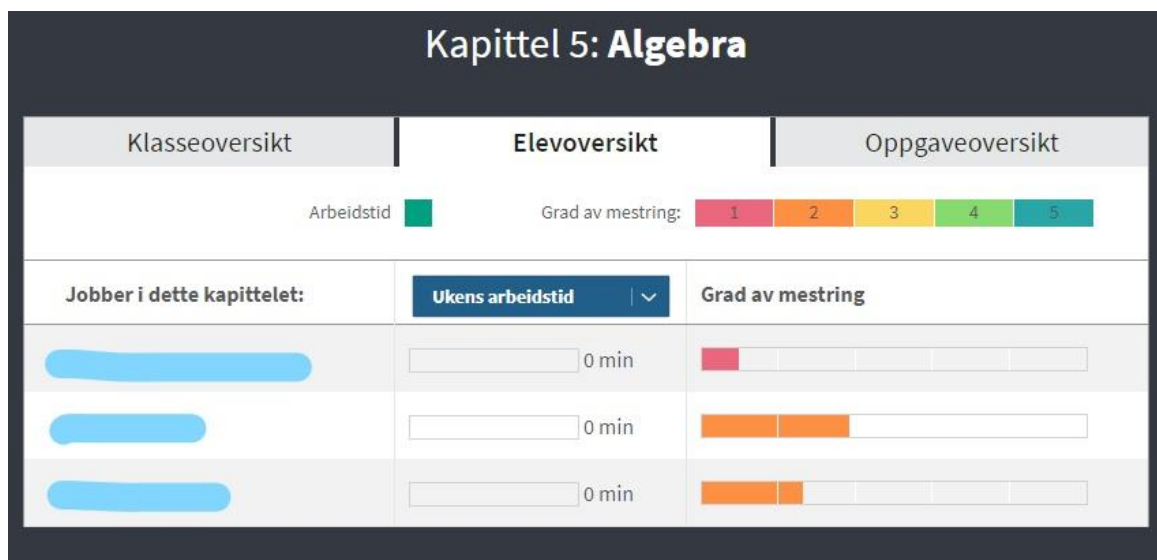 Kapittel 5: Algebra
Klasseoversikt Elevoversikt Oppgaveoversikt
Arbeidstid Grad av mestring: 1 2 3 4 5
Jobber i dette kapittelet: Ukens arbeidstid Grad av mestring
0 min
0 min
0 min